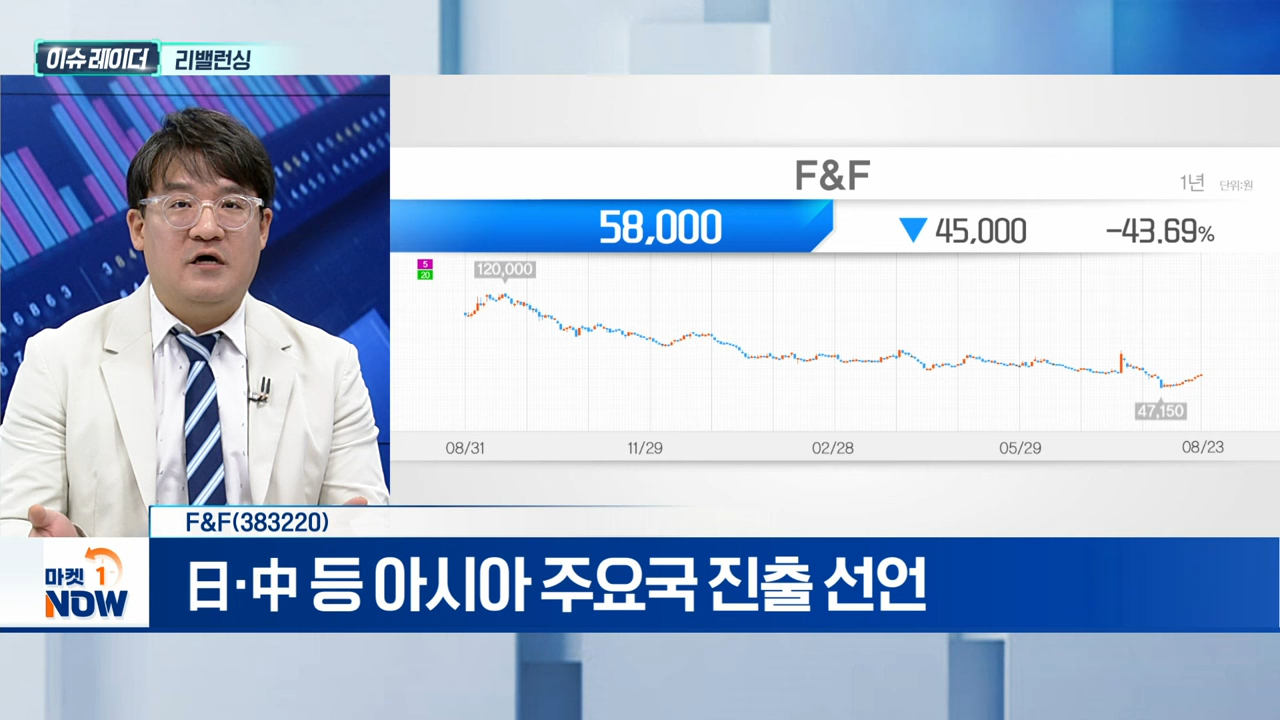 이슈 레이더 리밸런싱
F&F
1년 단위:원
58,000 ▼ 45,000 -43.69%
5
20
120,000
47,150
08/31 11/29 02/28 05/29 08/23
F&F(383220)
마켓 1
NOW
日·中 등 아시아 주요국 진출 선언